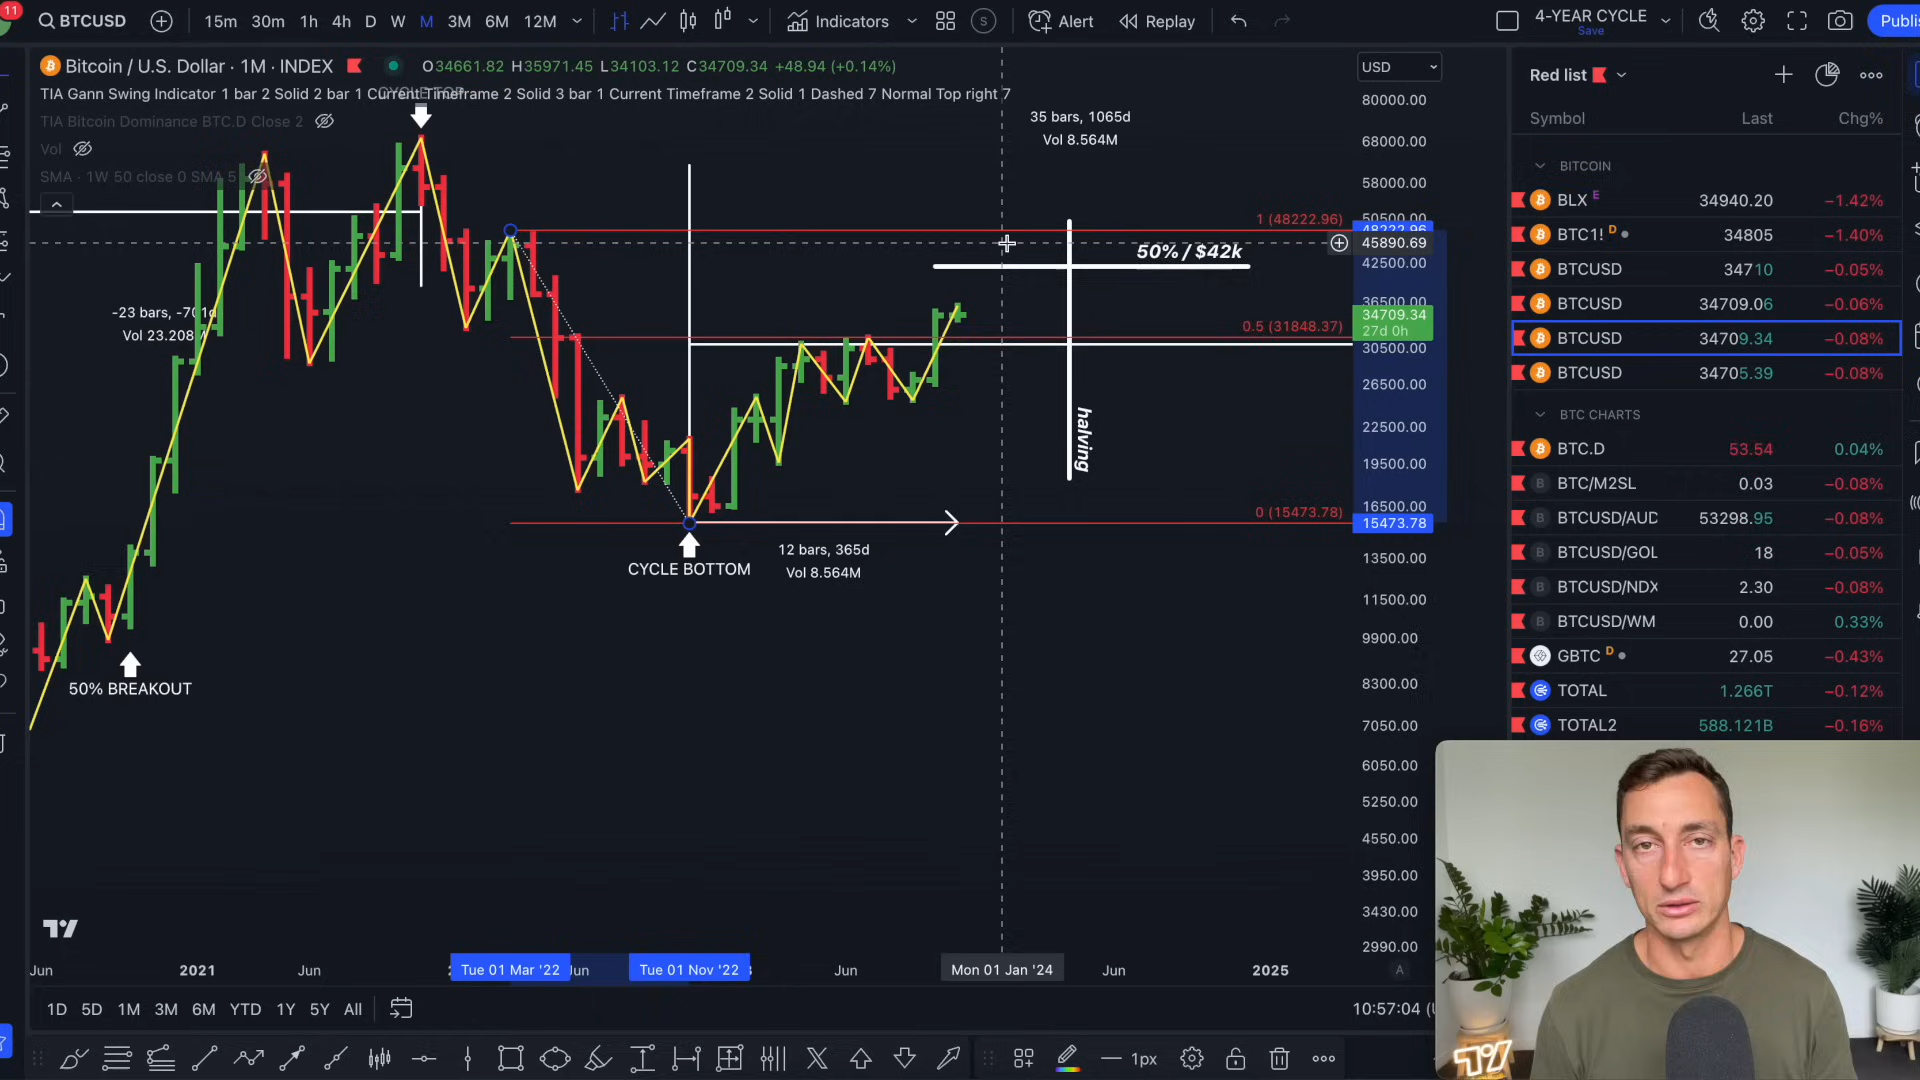 11
BTCUSD
15m 30m 1h 4h D W M 3M 6M 12M
Indicators
S
Alert
Replay
4-YEAR CYCLE
Save
Bitcoin / U.S. Dollar · 1M · INDEX
O34661.82 H35971.45 L34103.12 C34709.34 +48.94 (+0.14%)
TIA Gann Swing Indicator 1 bar 2 Solid 2 bar 1 Current Timeframe 2 Solid 3 bar 1 Current Timeframe 2 Solid 1 Dashed 7 Normal Top right 7
CYCLE TOP
TIA Bitcoin Dominance BTC.D Close 2
Vol
SMA · 1W 50 close 0 SMA 5
35 bars, 1065d
Vol 8.564M
1 (48222.96)
50% / $42k
-23 bars, -701d
Vol 23.208M
0.5 (31848.37)
halving
0 (15473.78)
12 bars, 365d
Vol 8.564M
CYCLE BOTTOM
50% BREAKOUT
USD
80000.00
68000.00
58000.00
50500.00
48222.96
45890.69
42500.00
36500.00
34709.34
27d 0h
30500.00
26500.00
22500.00
19500.00
16500.00
15473.78
13500.00
11500.00
9900.00
8300.00
7050.00
6050.00
5250.00
4550.00
3950.00
3430.00
2990.00
Jun 2021 Jun Tue 01 Mar '22 Jun Tue 01 Nov '22 Jun Mon 01 Jan '24 Jun 2025 A
1D 5D 1M 3M 6M YTD 1Y 5Y All
10:57:04
1px
Red list
Symbol Last Chg%
BITCOIN
BLX E 34940.20 −1.42%
BTC1! D 34805 −1.40%
BTCUSD 34710 −0.05%
BTCUSD 34709.06 −0.06%
BTCUSD 34709.34 −0.08%
BTCUSD 34705.39 −0.08%
BTC CHARTS
BTC.D 53.54 0.04%
B BTC/M2SL 0.03 −0.08%
B BTCUSD/AUD 53298.95 −0.08%
B BTCUSD/GOL 18 −0.05%
B BTCUSD/NDX 2.30 −0.08%
B BTCUSD/WM 0.00 0.33%
GBTC D 27.05 −0.43%
TOTAL 1.266T −0.12%
TOTAL2 588.121B −0.16%